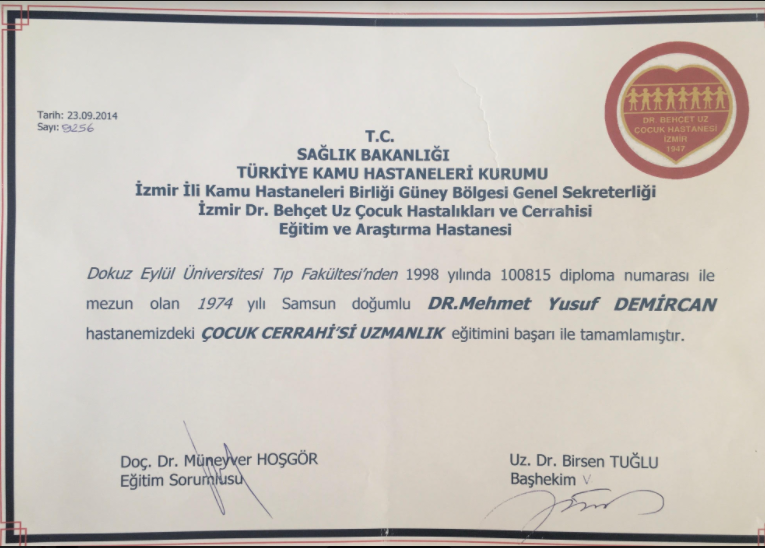 Tarih: 23.09.2014
Sayı: 9256
DR. BEHÇET UZ
ÇOCUK HASTANESİ
İZMİR
1947
T.C.
SAĞLIK BAKANLIĞI
TÜRKİYE KAMU HASTANELERİ KURUMU
İzmir İli Kamu Hastaneleri Birliği Güney Bölgesi Genel Sekreterliği
İzmir Dr. Behçet Uz Çocuk Hastalıkları ve Cerrahisi
Eğitim ve Araştırma Hastanesi
Dokuz Eylül Üniversitesi Tıp Fakültesi'nden 1998 yılında 100815 diploma numarası ile
mezun olan 1974 yılı Samsun doğumlu DR.Mehmet Yusuf DEMİRCAN
hastanemizdeki ÇOCUK CERRAHİ'Sİ UZMANLIK eğitimini başarı ile tamamlamıştır.
Doç. Dr. Müneyver HOŞGÖR
Eğitim Sorumlusu
Uz. Dr. Birsen TUĞLU
Başhekim V